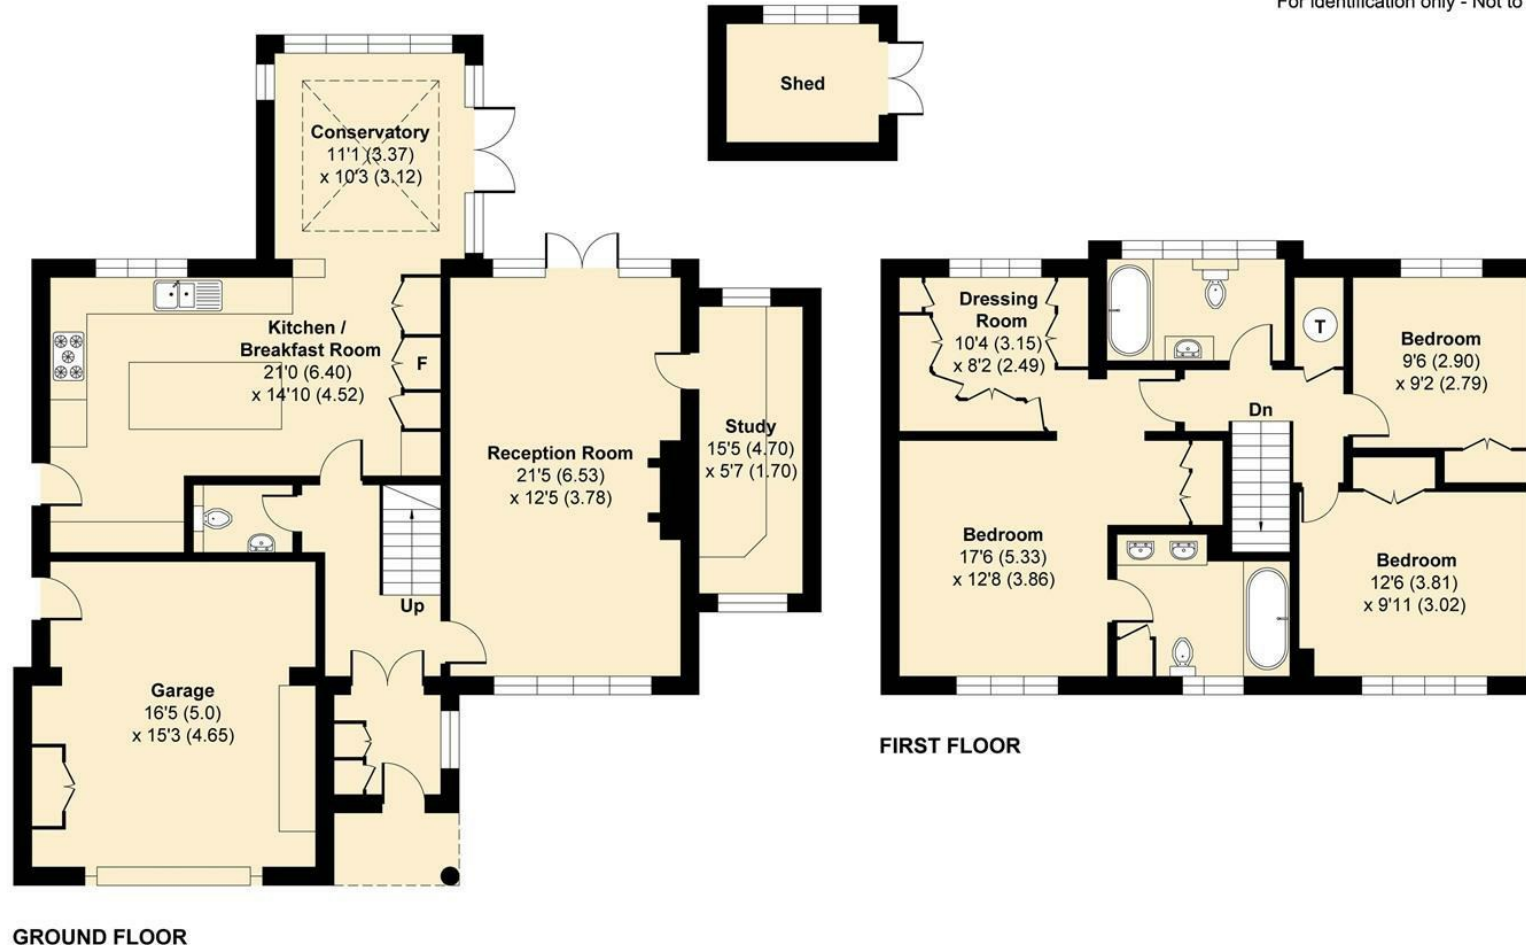 For identification only - Not to
Shed
Conservatory
11'1 (3.37)
x 10'3 (3.12)
Kitchen /
Breakfast Room
21'0 (6.40)
x 14'10 (4.52)
F
Reception Room
21'5 (6.53)
x 12'5 (3.78)
Study
15'5 (4.70)
x 5'7 (1.70)
Up
Garage
16'5 (5.0)
x 15'3 (4.65)
GROUND FLOOR
Dressing
Room
10'4 (3.15)
x 8'2 (2.49)
T
Bedroom
9'6 (2.90)
x 9'2 (2.79)
Dn
Bedroom
17'6 (5.33)
x 12'8 (3.86)
Bedroom
12'6 (3.81)
x 9'11 (3.02)
FIRST FLOOR